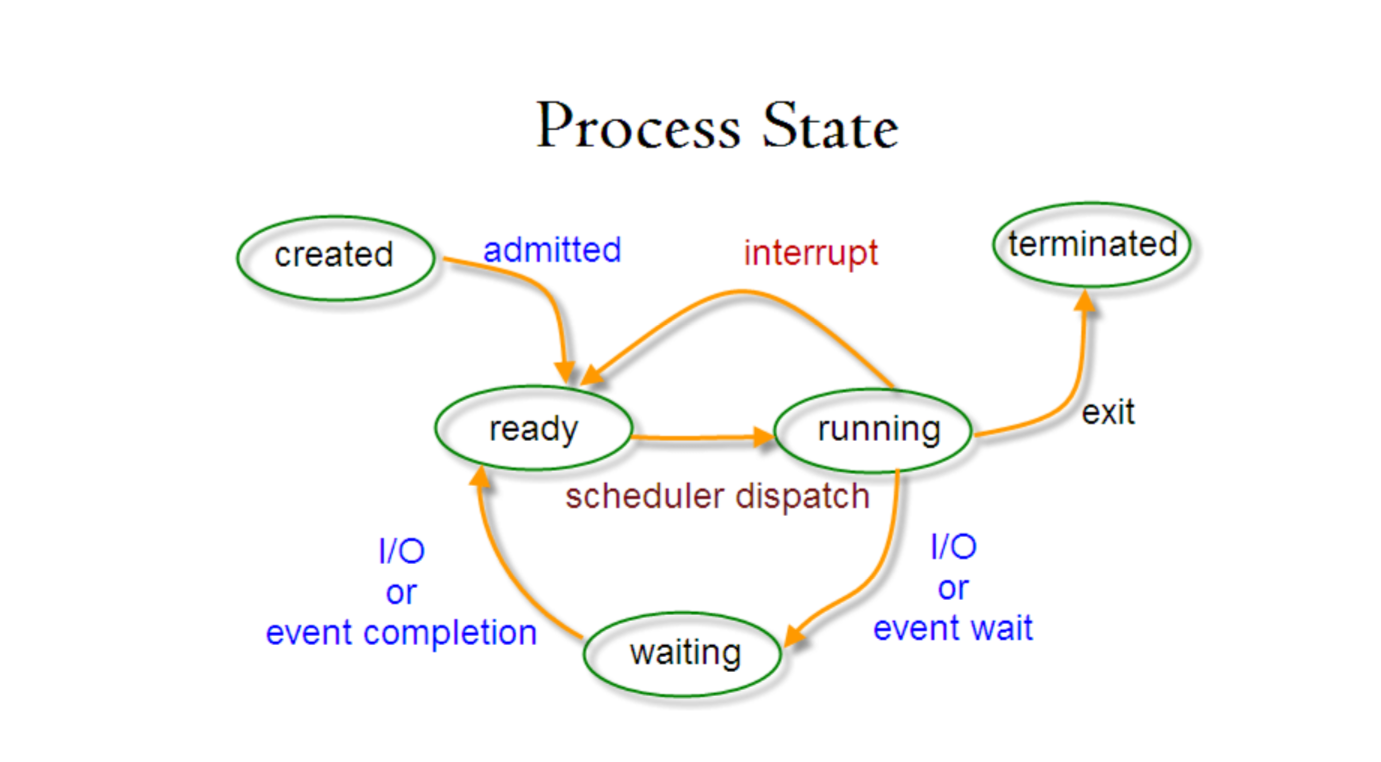 Process State
created
admitted
interrupt
terminated
ready
running
exit
scheduler dispatch
I/O
or
event completion
I/O
or
event wait
waiting